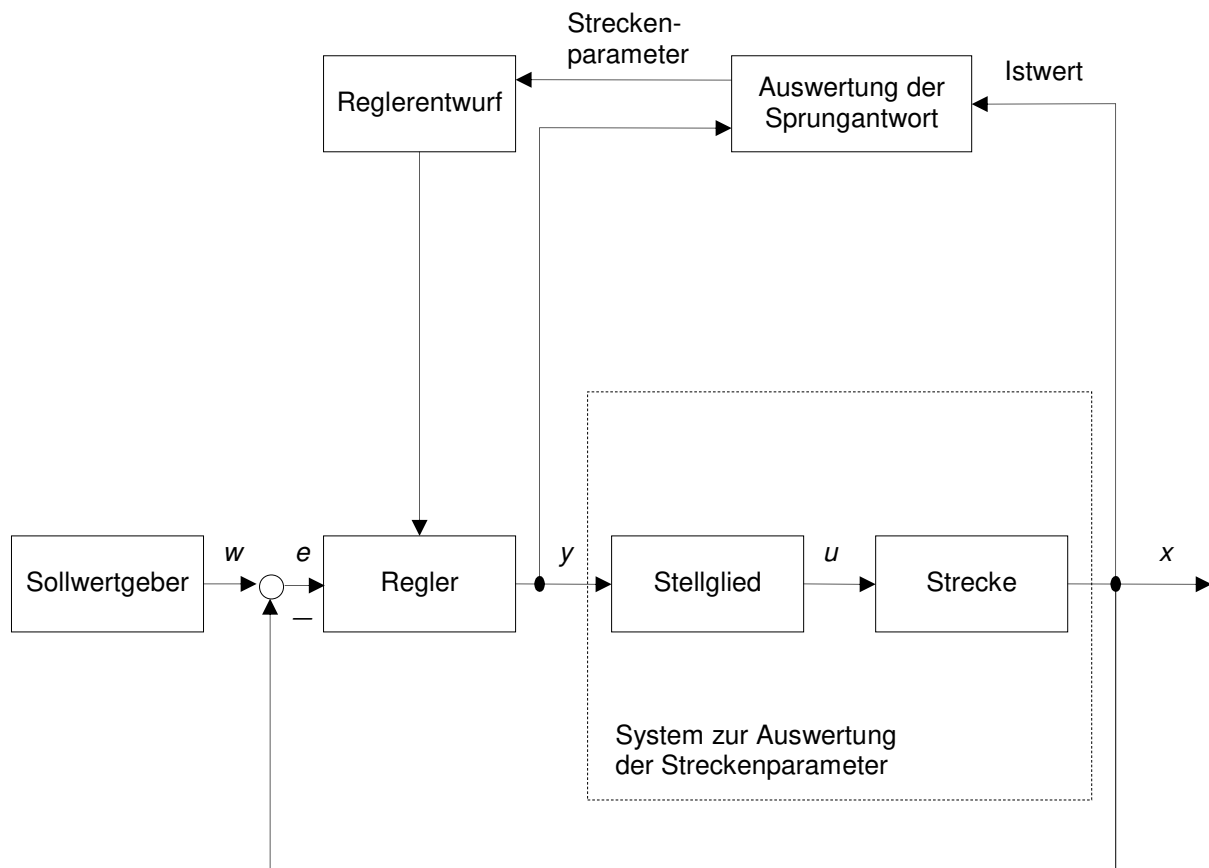 Strecken-
parameter
Istwert
Reglerentwurf
Auswertung der
Sprungantwort
Sollwertgeber
w
e
–
Regler
y
Stellglied
u
Strecke
x
System zur Auswertung
der Streckenparameter